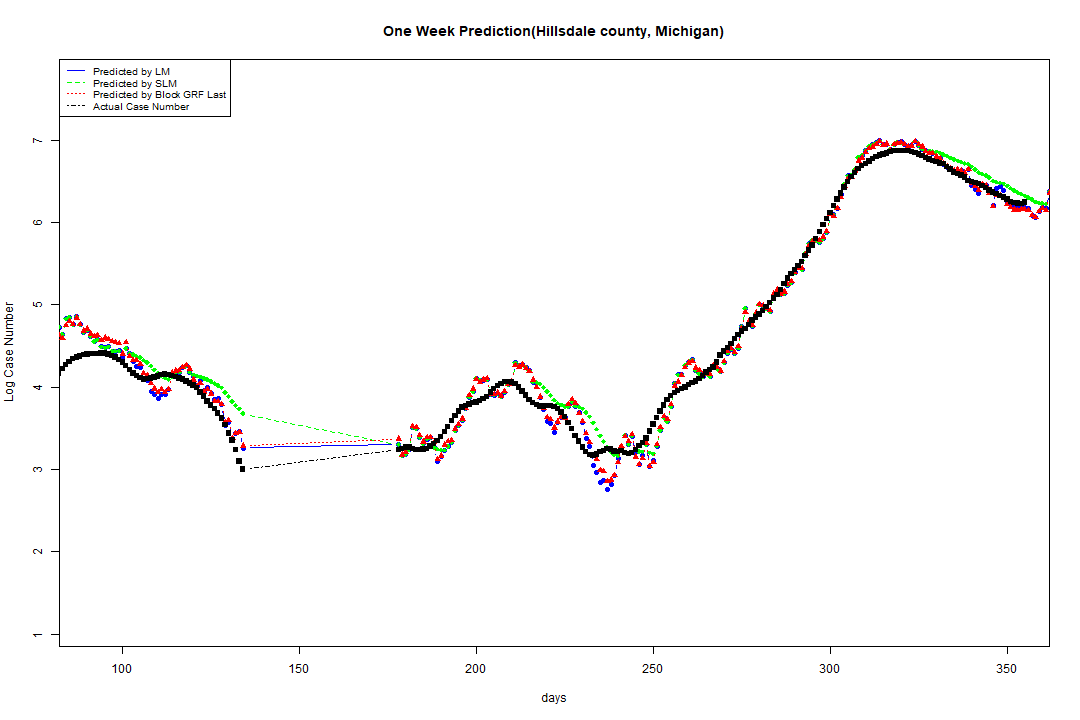 One Week Prediction(Hillsdale county, Michigan)
Predicted by LM
Predicted by SLM
Predicted by Block GRF Last
Actual Case Number
7
6
5
4
3
2
1
Log Case Number
100 150 200 250 300 350
days